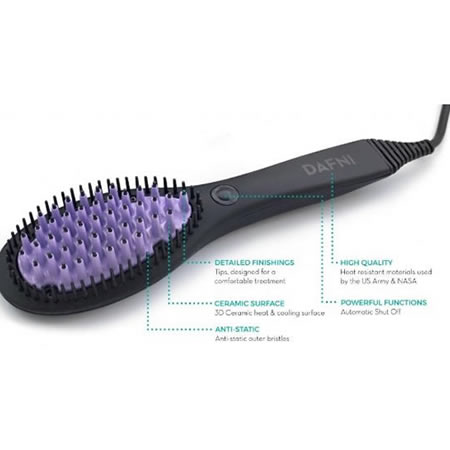 DAFNI
DETAILED FINISHINGS
Tips, designed for a
comfortable treatment
HIGH QUALITY
Heat resistant materials used
by the US Army & NASA
CERAMIC SURFACE
3D Ceramic heat & cooling surface
POWERFUL FUNCTIONS
Automatic Shut Off
ANTI-STATIC
Anti-static outer bristles